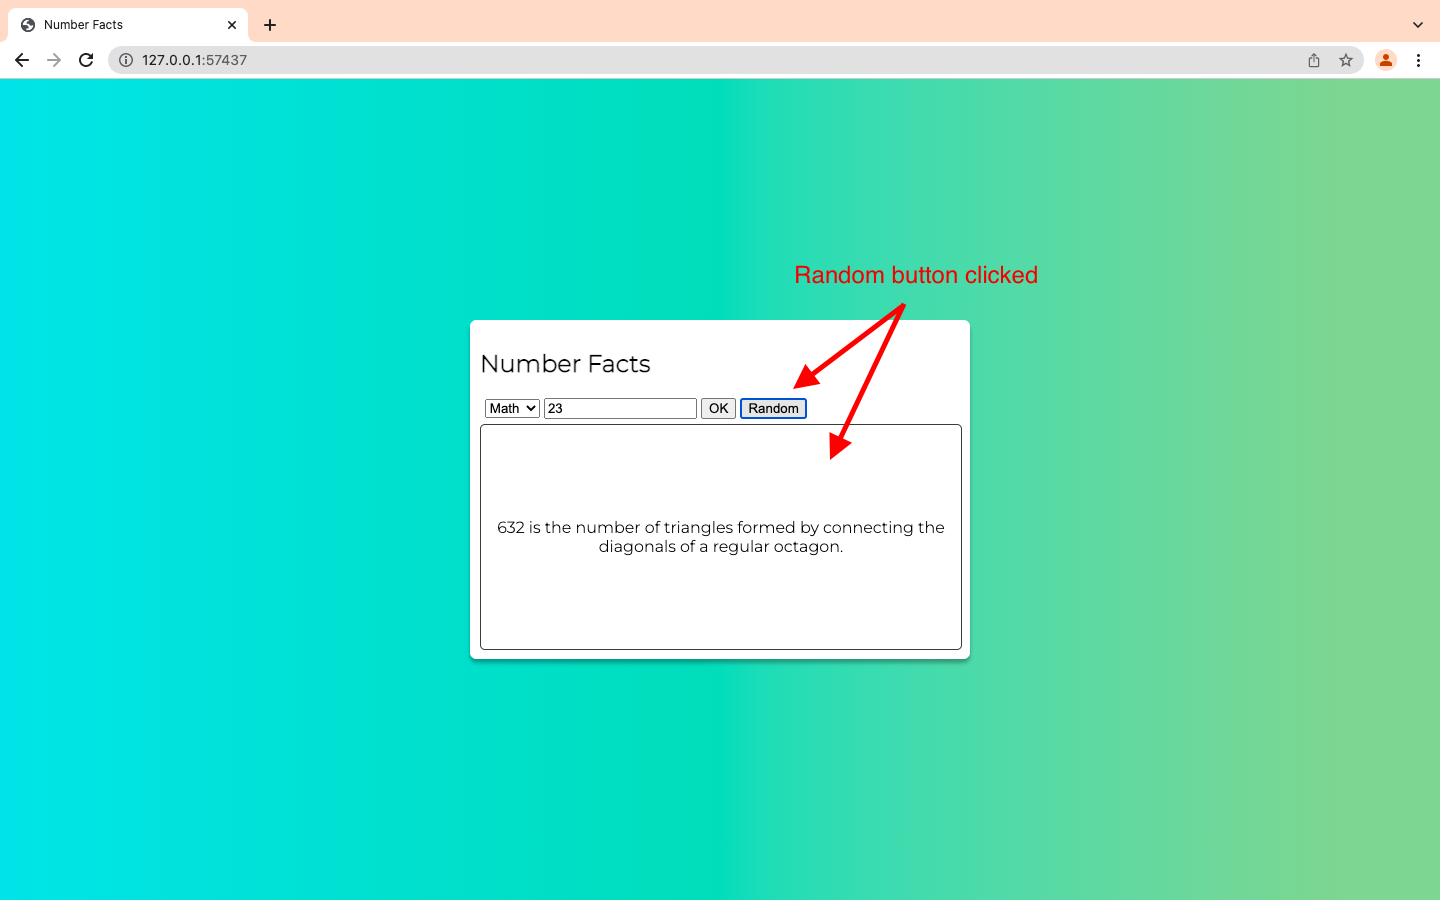 Number Facts
127.0.0.1:57437
Random button clicked
Number Facts
Math 23 OK Random
632 is the number of triangles formed by connecting the
diagonals of a regular octagon.